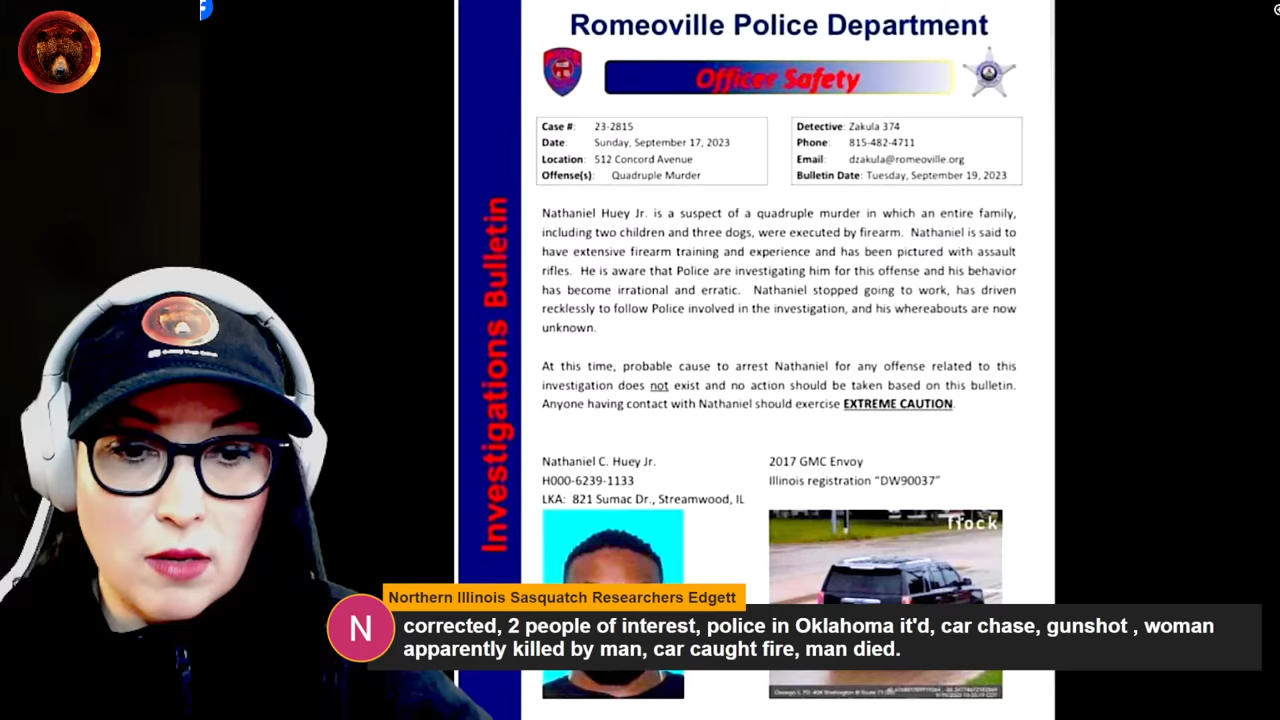 Romeoville Police Department
Officer Safety
Case #: 23-2815
Date: Sunday, September 17, 2023
Location: 512 Concord Avenue
Offense(s): Quadruple Murder
Detective: Zakula 374
Phone: 815-482-4711
Email: dzakula@romeoville.org
Bulletin Date: Tuesday, September 19, 2023
Investigations Bulletin
Nathaniel Huey Jr. is a suspect of a quadruple murder in which an entire family,
including two children and three dogs, were executed by firearm. Nathaniel is said to
have extensive firearm training and experience and has been pictured with assault
rifles. He is aware that Police are investigating him for this offense and his behavior
has become irrational and erratic. Nathaniel stopped going to work, has driven
recklessly to follow Police involved in the investigation, and his whereabouts are now
unknown.
At this time, probable cause to arrest Nathaniel for any offense related to this
investigation does not exist and no action should be taken based on this bulletin.
Anyone having contact with Nathaniel should exercise EXTREME CAUTION.
Nathaniel C. Huey Jr.
H000-6239-1133
LKA: 821 Sumac Dr., Streamwood, IL
2017 GMC Envoy
Illinois registration "DW90037"
flock
Northern Illinois Sasquatch Researchers Edgett
N
corrected, 2 people of interest, police in Oklahoma it'd, car chase, gunshot , woman
apparently killed by man, car caught fire, man died.